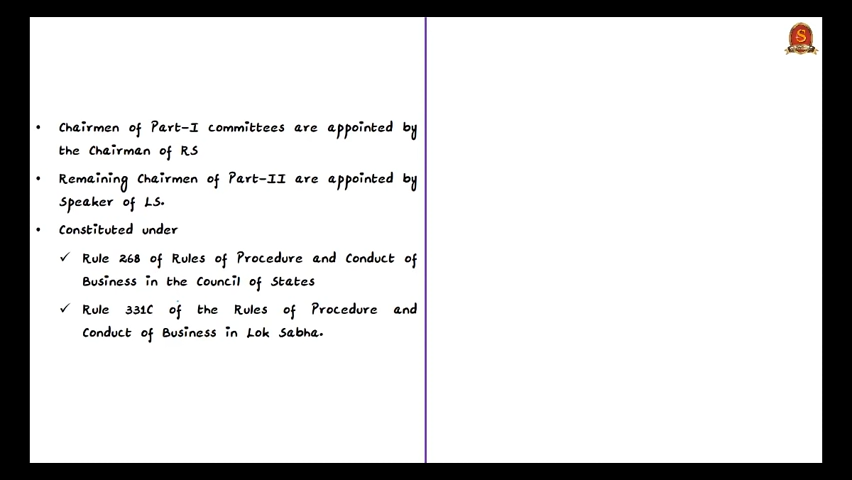 • Chairmen of Part-I committees are appointed by
the Chairman of RS
• Remaining Chairmen of Part-II are appointed by
Speaker of LS.
• Constituted under
✓ Rule 268 of Rules of Procedure and Conduct of
Business in the Council of States
✓ Rule 331C of the Rules of Procedure and
Conduct of Business in Lok Sabha.
S